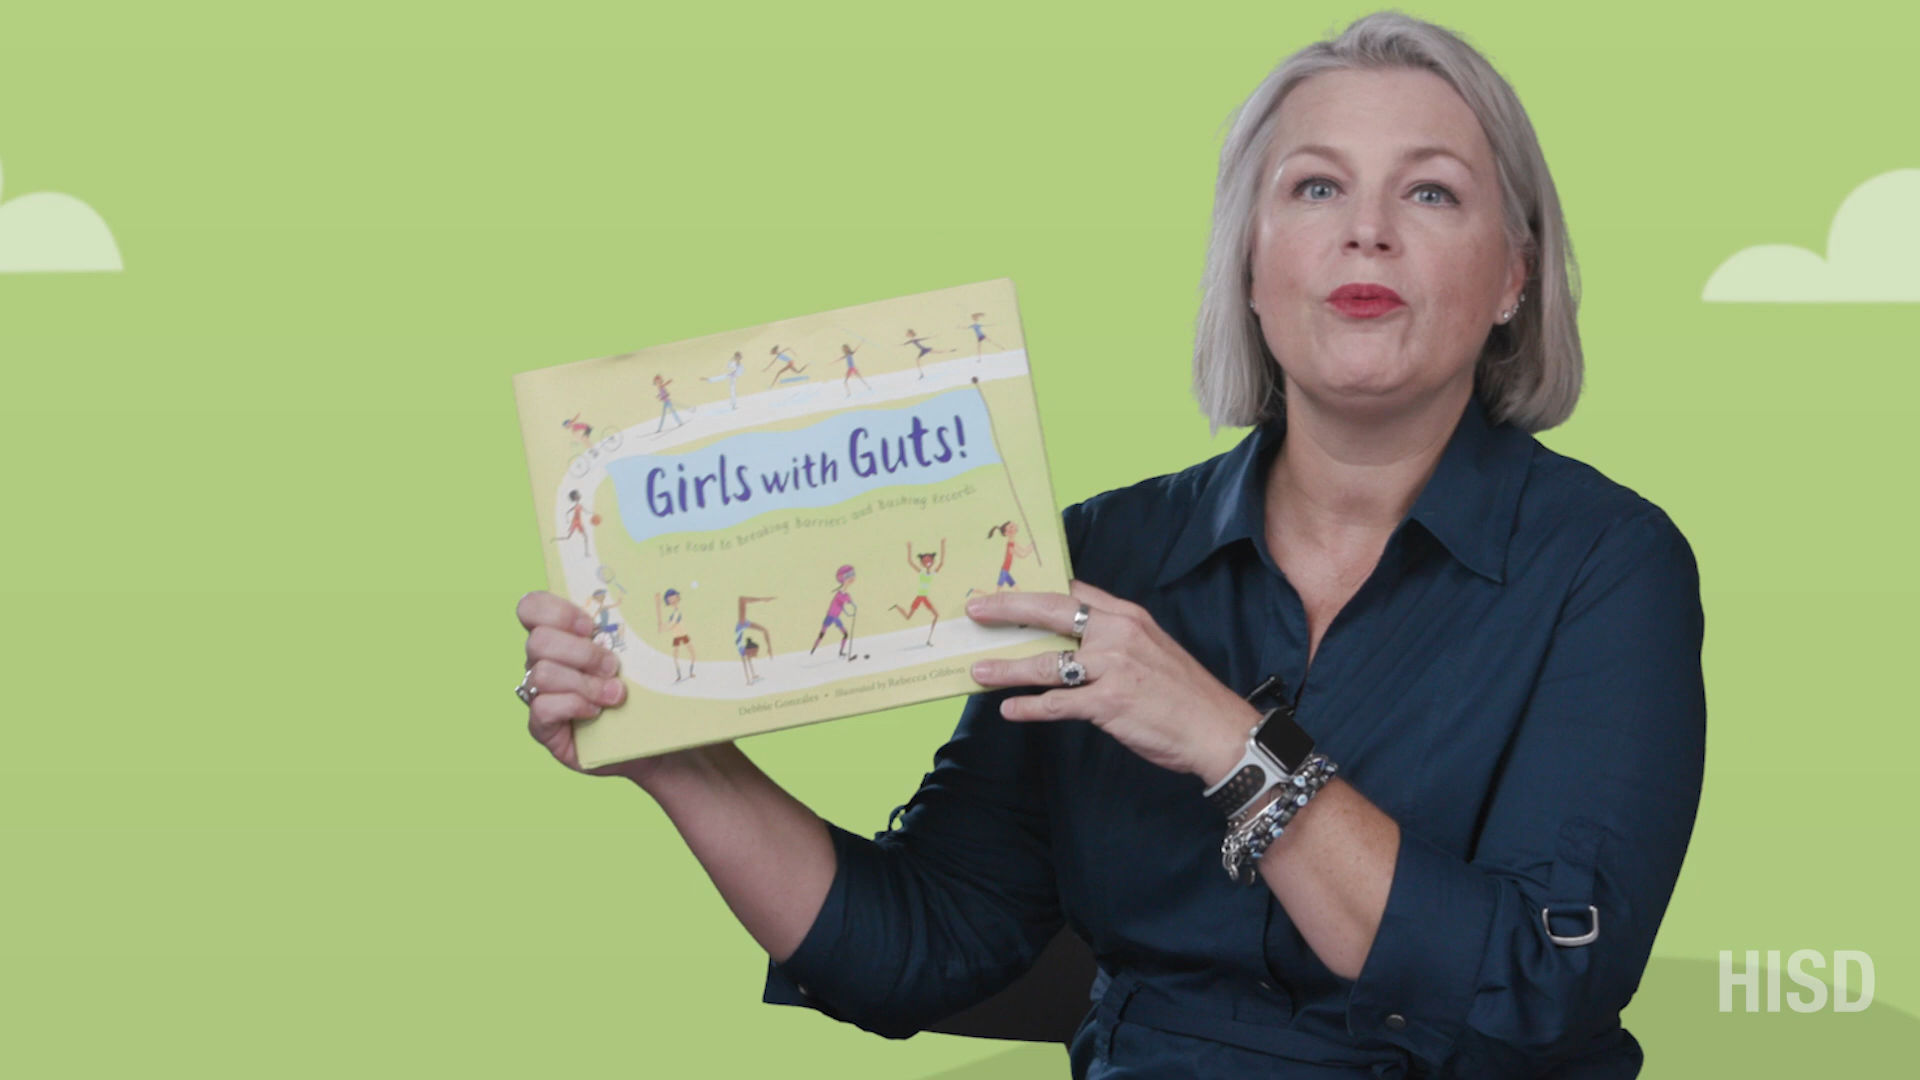 Girls with Guts!
The Road to Breaking Barriers and Bashing Records
Debbie Gonzales • Illustrated by Rebecca Gibbon
HISD